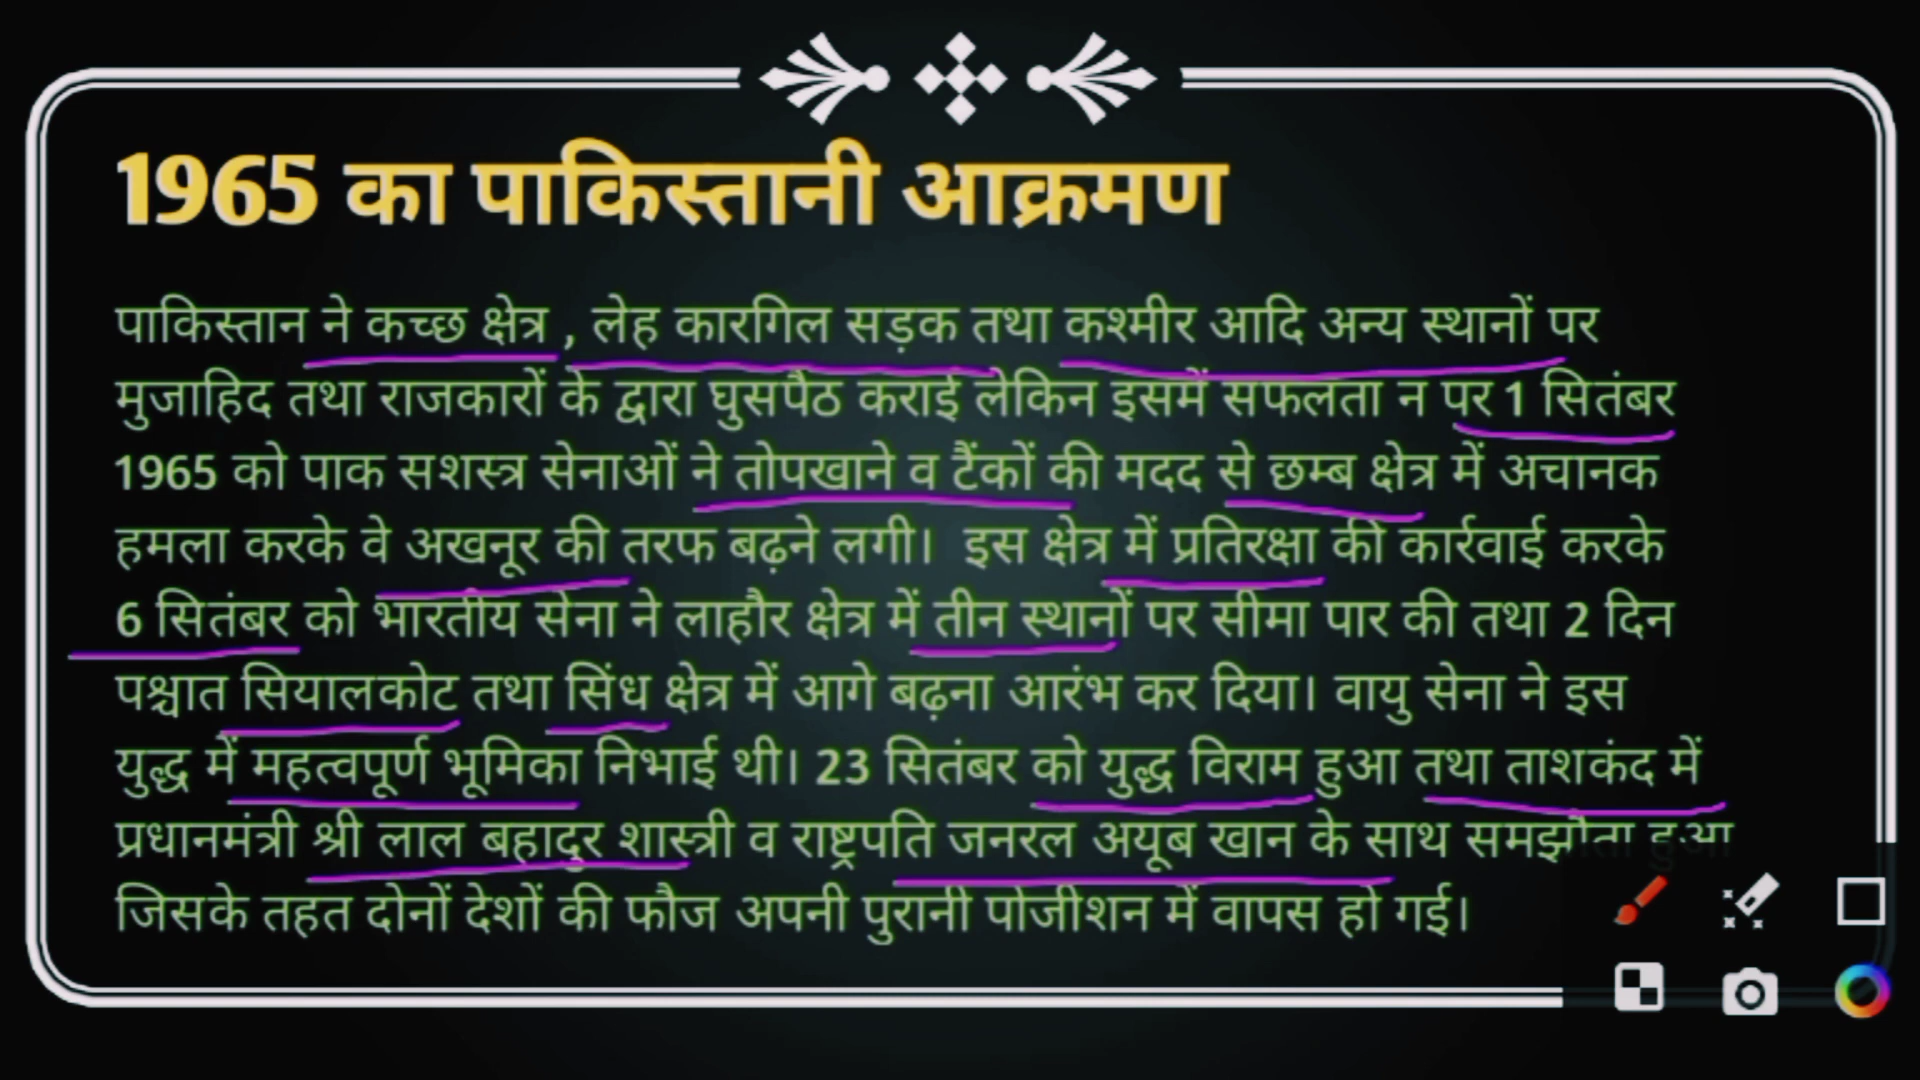 1965 का पाकिस्तानी आक्रमण
पाकिस्तान ने कच्छ क्षेत्र , लेह कारगिल सड़क तथा कश्मीर आदि अन्य स्थानों पर
मुजाहिद तथा राजकारों के द्वारा घुसपैठ कराई लेकिन इसमें सफलता न पर 1 सितंबर
1965 को पाक सशस्त्र सेनाओं ने तोपखाने व टैंकों की मदद से छम्ब क्षेत्र में अचानक
हमला करके वे अखनूर की तरफ बढ़ने लगी। इस क्षेत्र में प्रतिरक्षा की कार्रवाई करके
6 सितंबर को भारतीय सेना ने लाहौर क्षेत्र में तीन स्थानों पर सीमा पार की तथा 2 दिन
पश्चात सियालकोट तथा सिंध क्षेत्र में आगे बढ़ना आरंभ कर दिया। वायु सेना ने इस
युद्ध में महत्वपूर्ण भूमिका निभाई थी। 23 सितंबर को युद्ध विराम हुआ तथा ताशकंद में
प्रधानमंत्री श्री लाल बहादुर शास्त्री व राष्ट्रपति जनरल अयूब खान के साथ समझौता हुआ
जिसके तहत दोनों देशों की फौज अपनी पुरानी पोजीशन में वापस हो गई।